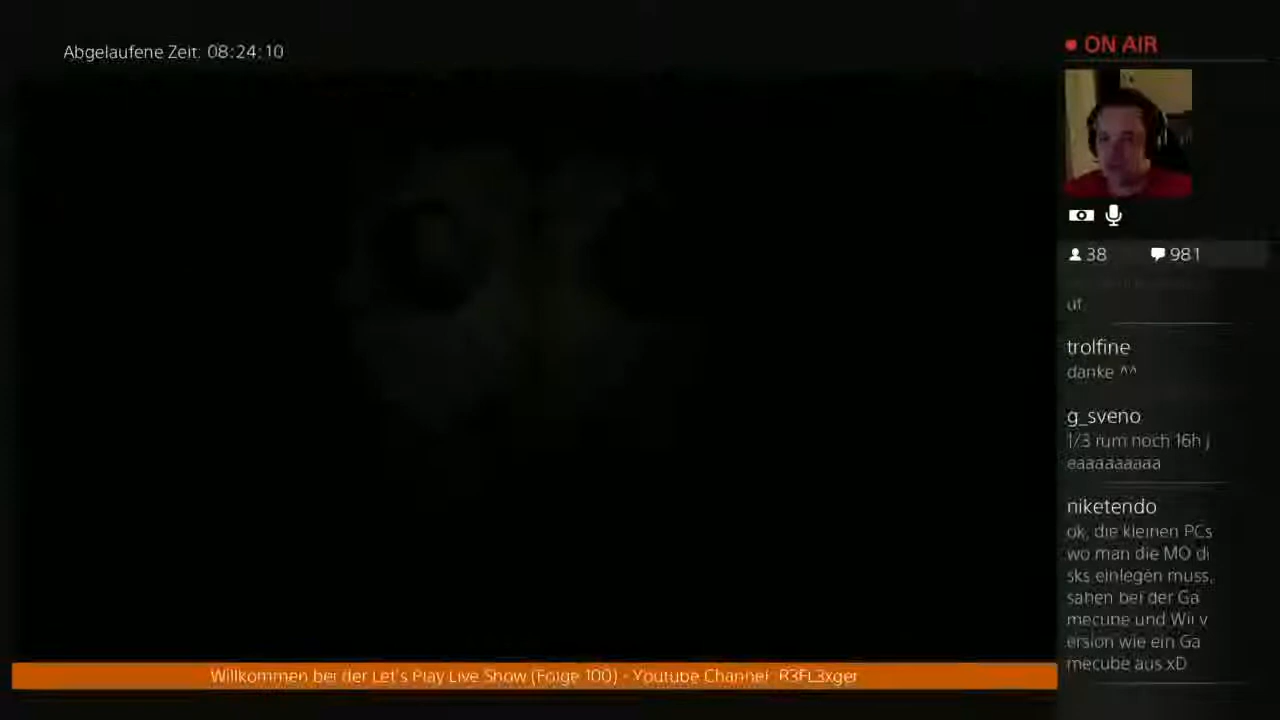 Abgelaufene Zeit: 08:24:10
ON AIR
38 981
ut
trolfine
danke ^^
g_sveno
1/3 rum noch 16h j
eaaaaaaaaa
niketendo
ok, die kleinen PCs
wo man die MO di
sks einlegen muss,
sahen bei der Ga
mecube und Wii v
ersion wie ein Ga
mecube aus xD
Willkommen bei der Let's Play Live Show (Folge 100) - Youtube Channel: R3FL3xger